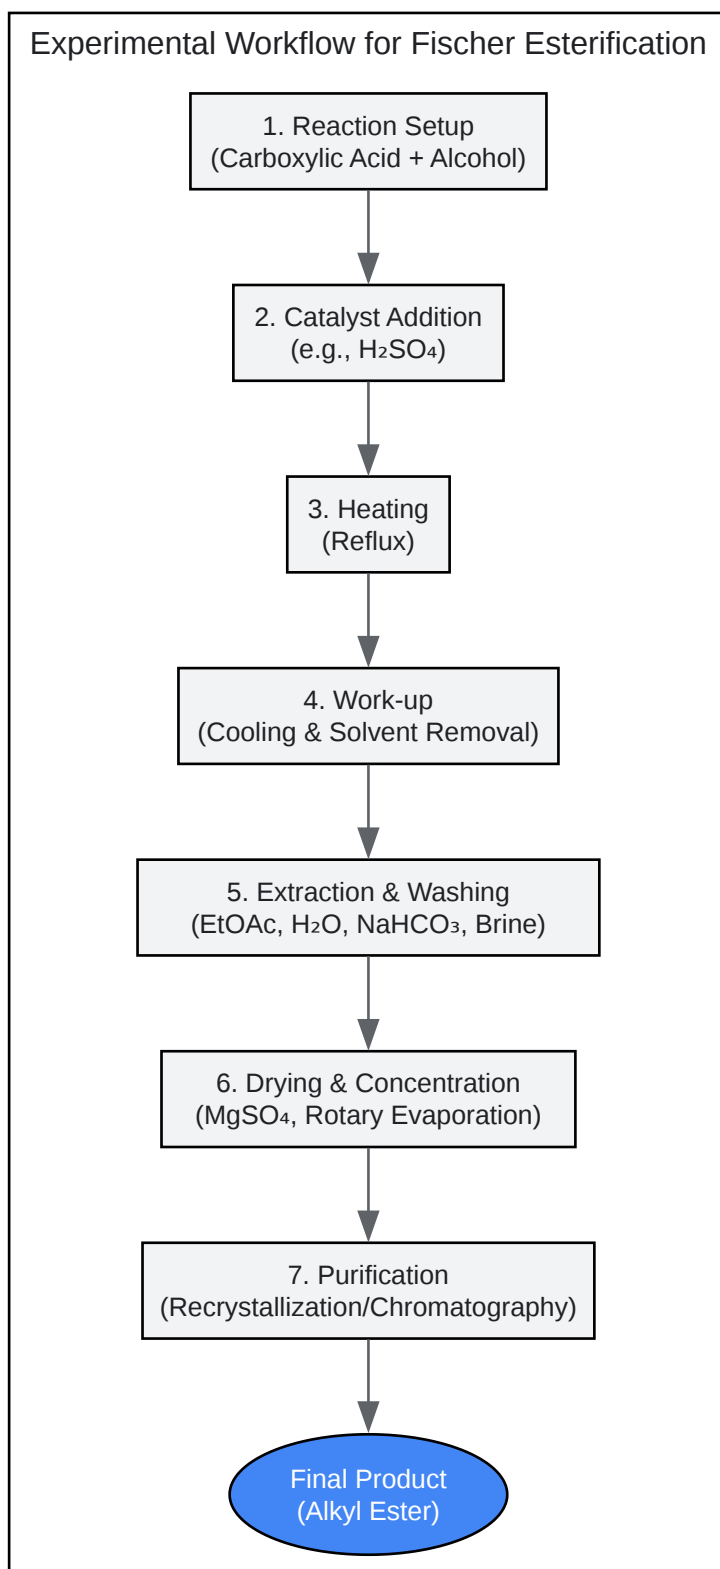 Experimental Workflow for Fischer Esterification
1. Reaction Setup
(Carboxylic Acid + Alcohol)
2. Catalyst Addition
(e.g., H₂SO₄)
3. Heating
(Reflux)
4. Work-up
(Cooling & Solvent Removal)
5. Extraction & Washing
(EtOAc, H₂O, NaHCO₃, Brine)
6. Drying & Concentration
(MgSO₄, Rotary Evaporation)
7. Purification
(Recrystallization/Chromatography)
Final Product
(Alkyl Ester)